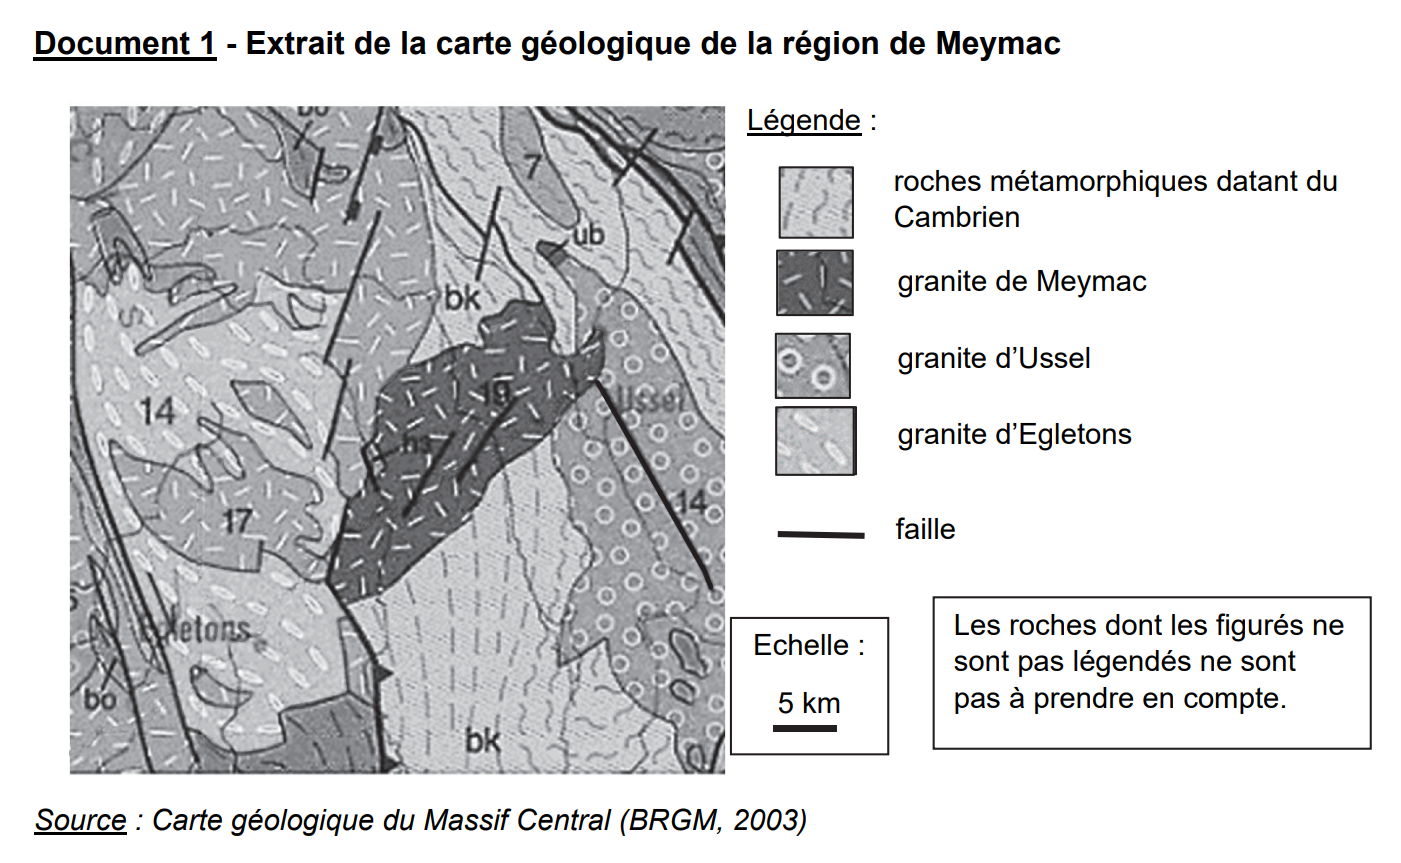 Document 1 - Extrait de la carte géologique de la région de Meymac
bo
7
ub
bk
19
Ussel
14
hs
14
17
Egletons
bo
bk
Légende :
roches métamorphiques datant du
Cambrien
granite de Meymac
granite d’Ussel
granite d’Egletons
faille
Echelle :
5 km
Les roches dont les figurés ne
sont pas légendés ne sont
pas à prendre en compte.
Source : Carte géologique du Massif Central (BRGM, 2003)